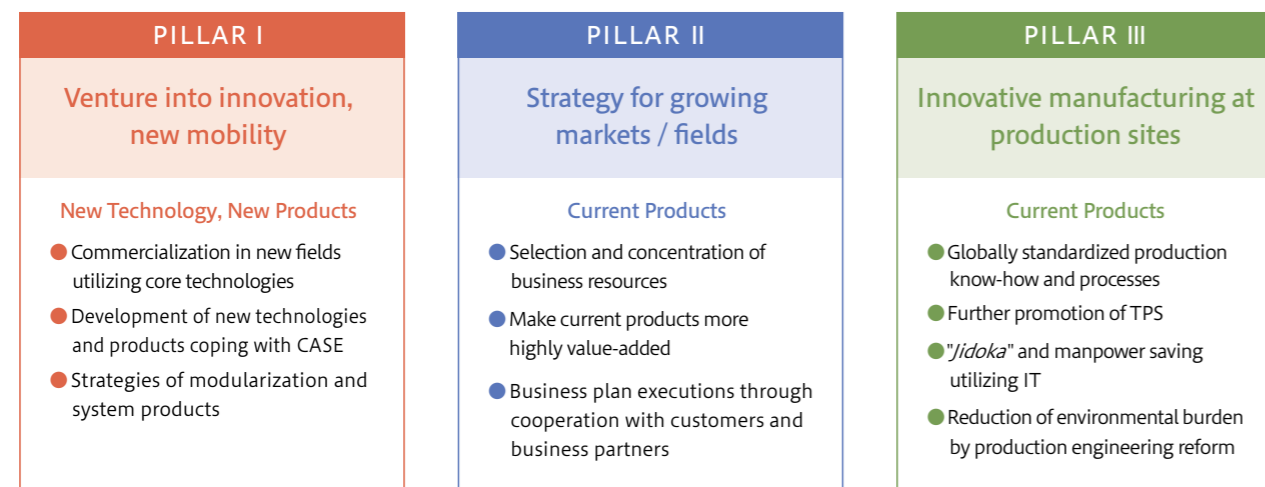 PILLAR I
Venture into innovation,
new mobility
New Technology, New Products
● Commercialization in new fields
utilizing core technologies
● Development of new technologies
and products coping with CASE
● Strategies of modularization and
system products
PILLAR II
Strategy for growing
markets / fields
Current Products
● Selection and concentration of
business resources
● Make current products more
highly value-added
● Business plan executions through
cooperation with customers and
business partners
PILLAR III
Innovative manufacturing at
production sites
Current Products
● Globally standardized production
know-how and processes
● Further promotion of TPS
● "Jidoka" and manpower saving
utilizing IT
● Reduction of environmental burden
by production engineering reform